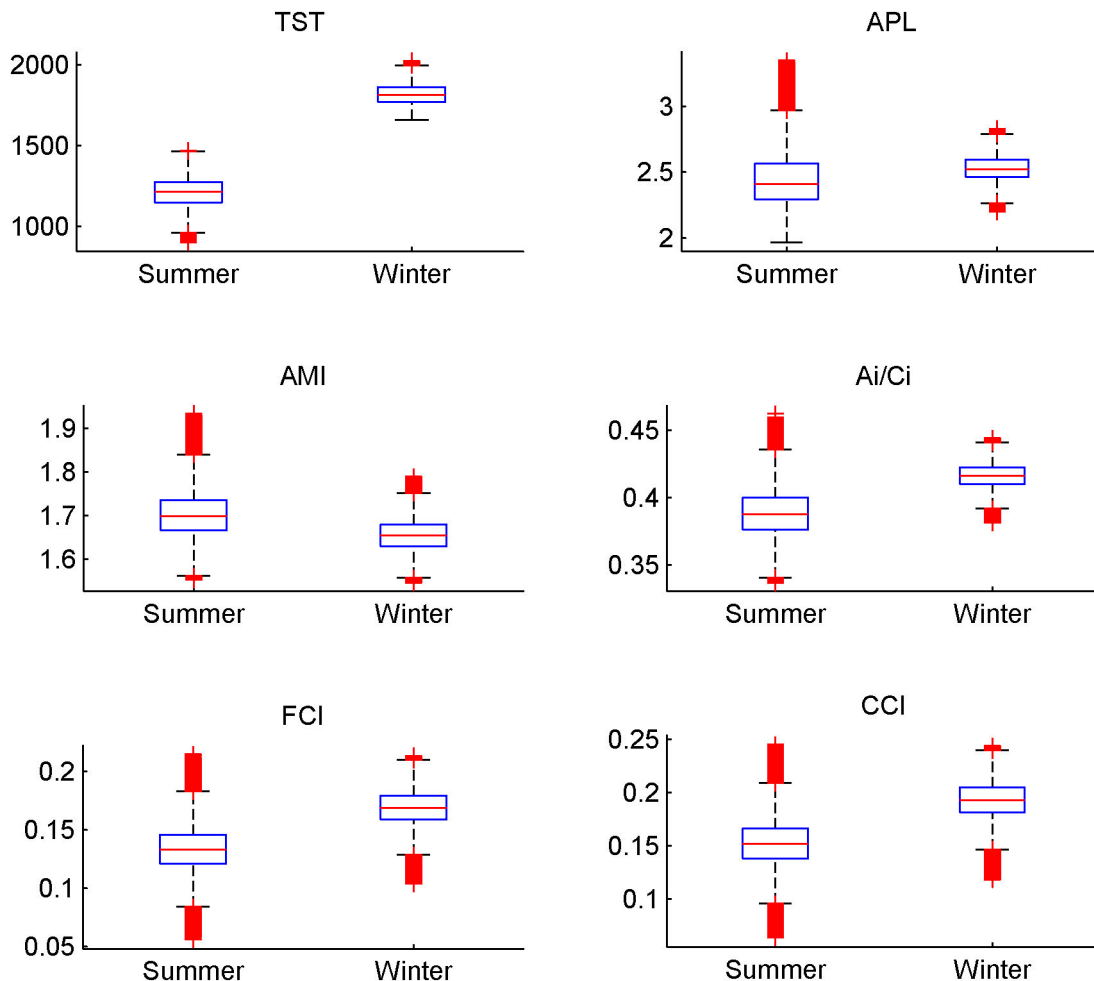 TST
2000
1500
1000
Summer Winter
APL
3
2.5
2
Summer Winter
AMI
1.9
1.8
1.7
1.6
Summer Winter
Ai/Ci
0.45
0.4
0.35
Summer Winter
FCI
0.2
0.15
0.1
0.05
Summer Winter
CCI
0.25
0.2
0.15
0.1
Summer Winter